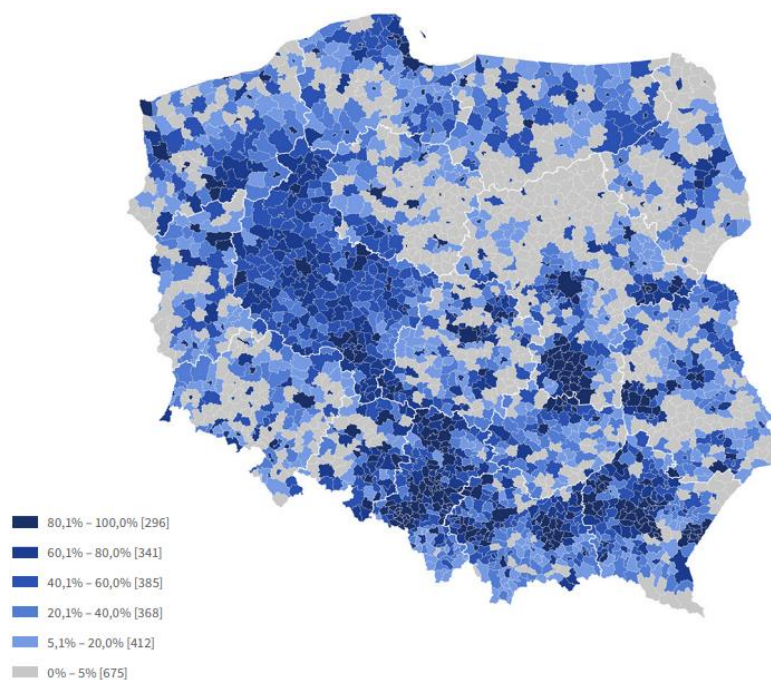 80,1% – 100,0% [296]
60,1% – 80,0% [341]
40,1% – 60,0% [385]
20,1% – 40,0% [368]
5,1% – 20,0% [412]
0% – 5% [675]